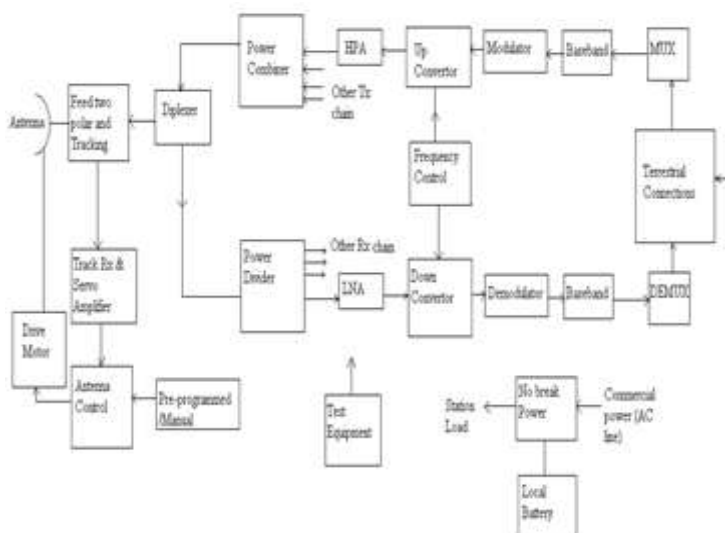 Power
Combiner
HPA
Up
Convertor
Modulator
Baseband
MUX
Other Tx
chain
Antenna
Feed two
polar and
Tracking
Diplexer
Frequency
Control
Terrestrial
Connections
Power
Divider
Other Rx chain
LNA
Down
Convertor
Demodulator
Baseband
DEMUX
Track Rx &
Servo
Amplifier
Drive
Motor
Antenna
Control
Pre-programmed
/Manual
Test
Equipment
Station
Load
No break
Power
Commercial
power (AC
line)
Local
Battery